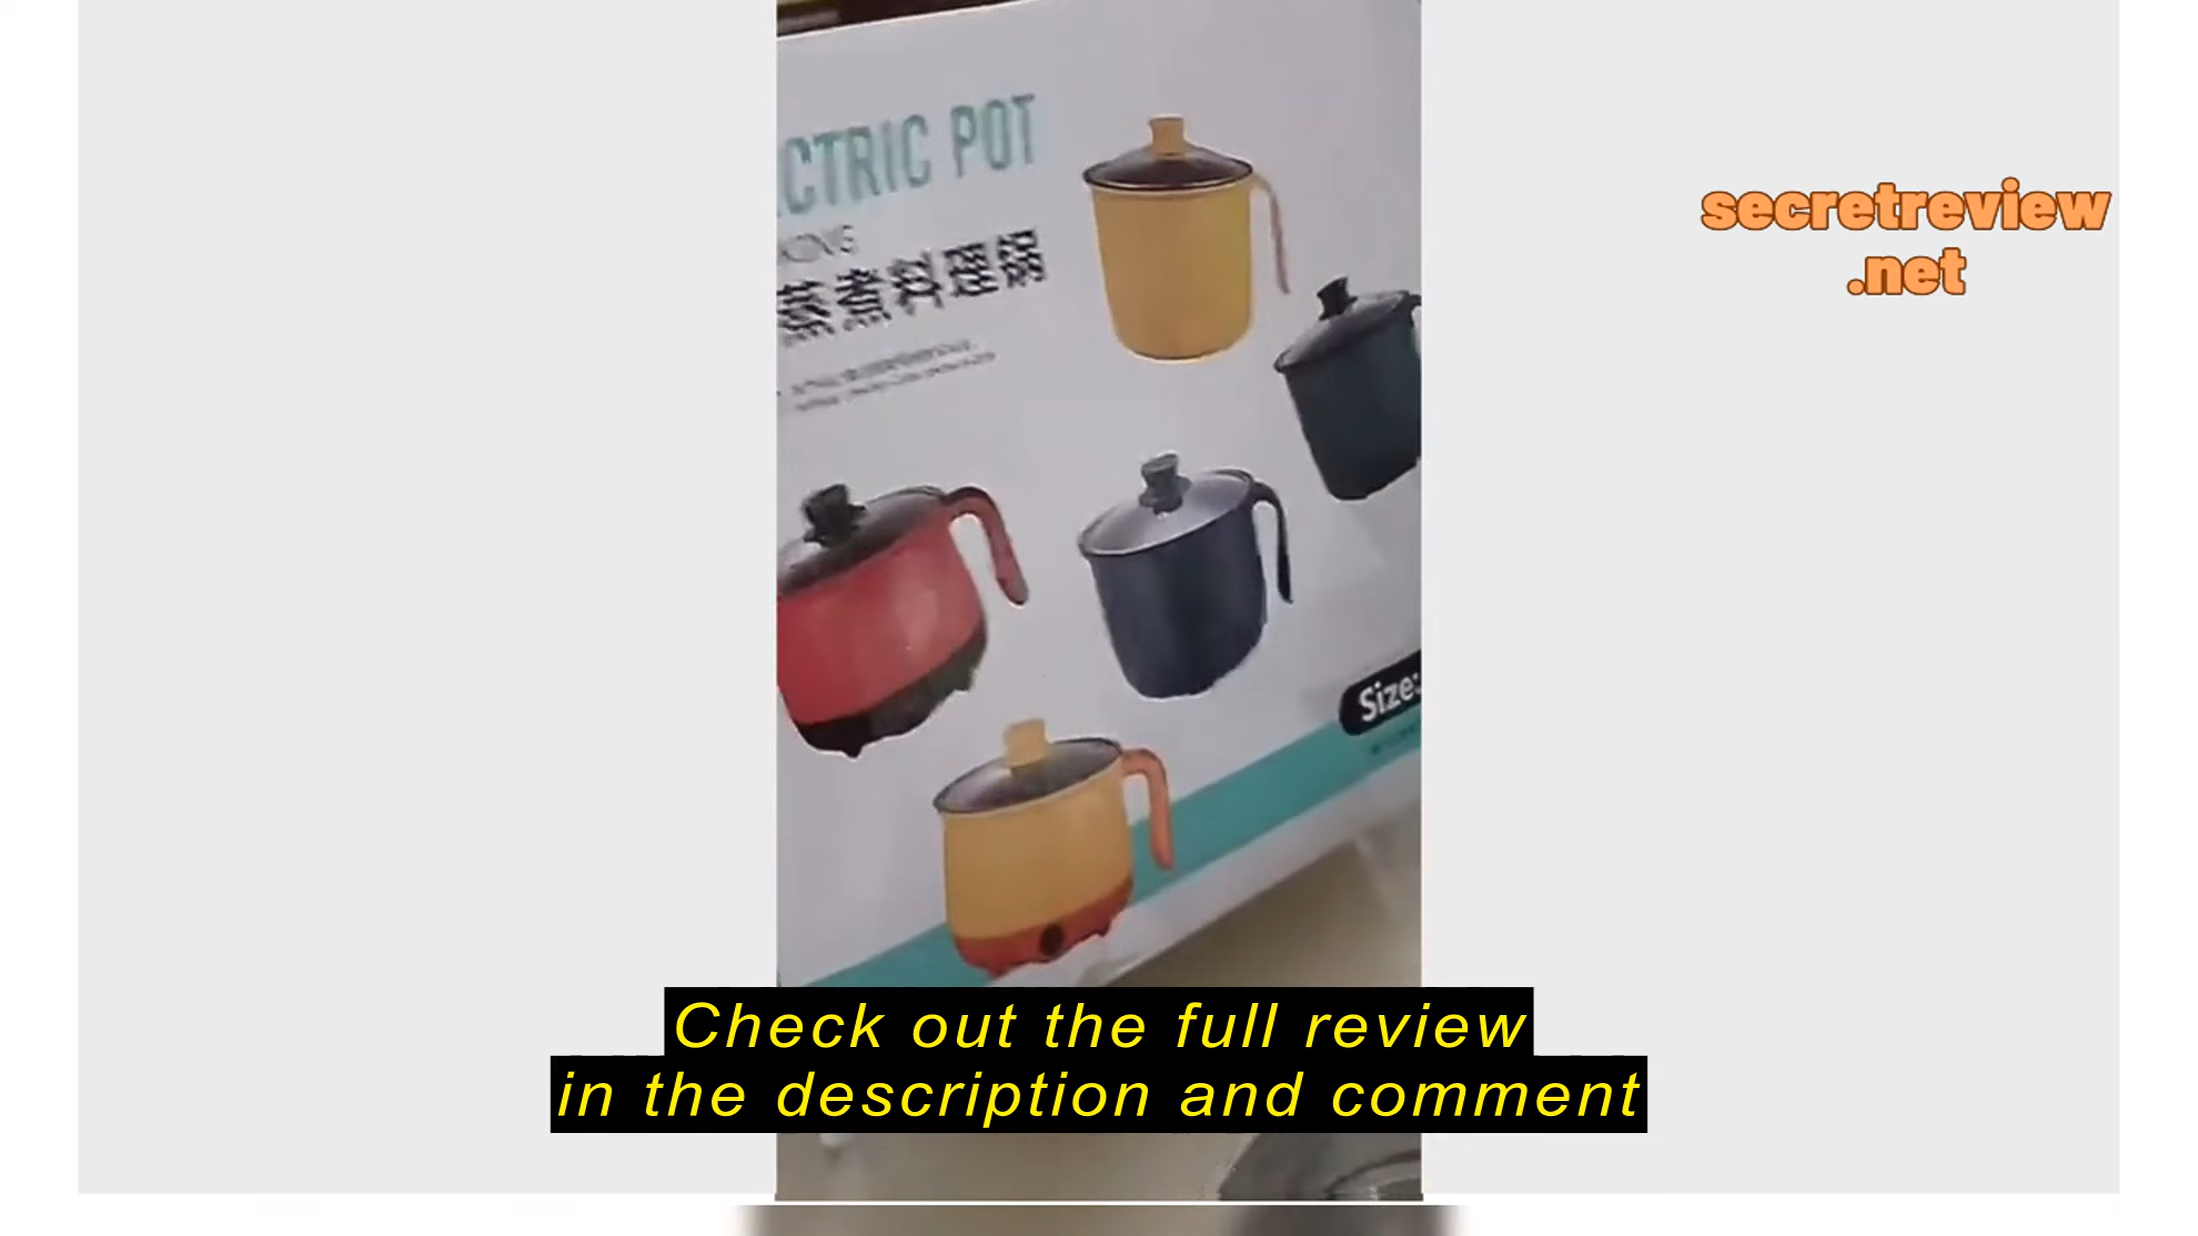 CTRIC POT
蒸煮料理锅
Size:
secretreview
.net
Check out the full review
in the description and comment